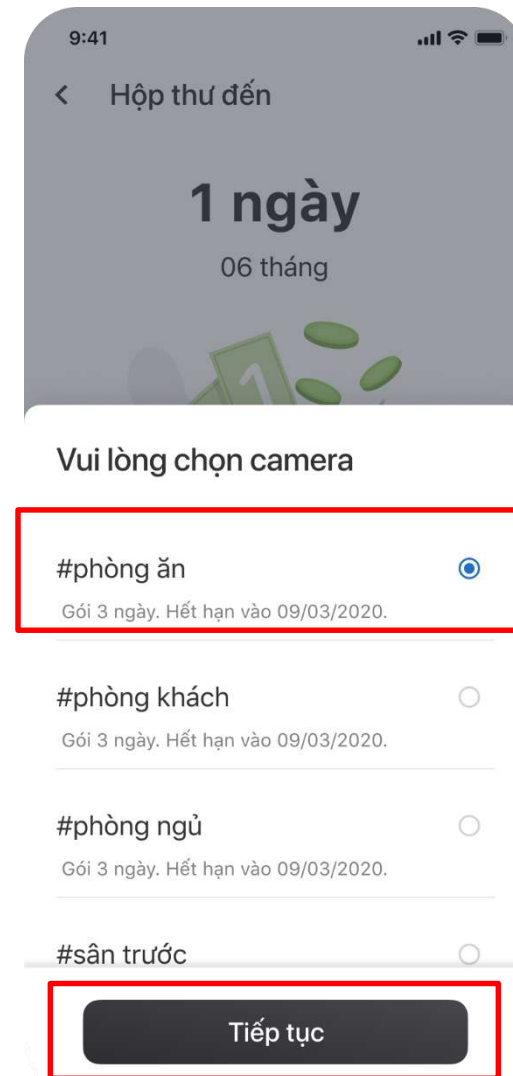 9:41
Hộp thư đến
1 ngày
06 tháng
1
Vui lòng chọn camera
#phòng ăn
Gói 3 ngày. Hết hạn vào 09/03/2020.
#phòng khách
Gói 3 ngày. Hết hạn vào 09/03/2020.
#phòng ngủ
Gói 3 ngày. Hết hạn vào 09/03/2020.
#sân trước
Tiếp tục